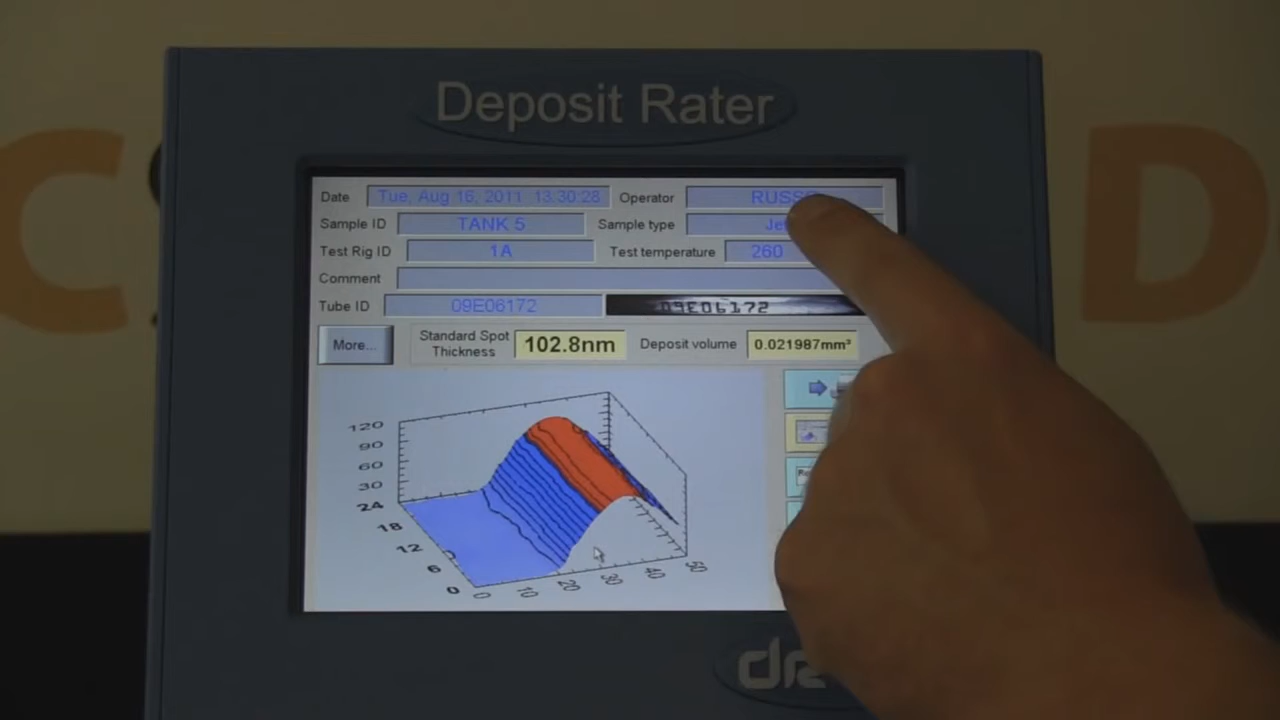 Deposit Rater
Date Tue, Aug 16, 2011 13.30:28 Operator
Sample ID TANK 5 Sample type
Test Rig ID 1A Test temperature 260
Comment
Tube ID 09E06172 09E06172
More... Standard Spot Thickness 102.8nm Deposit volume 0.021987mm³
120
90
60
30
24
18
12
6
0
0 10 20 30 40 50
C D